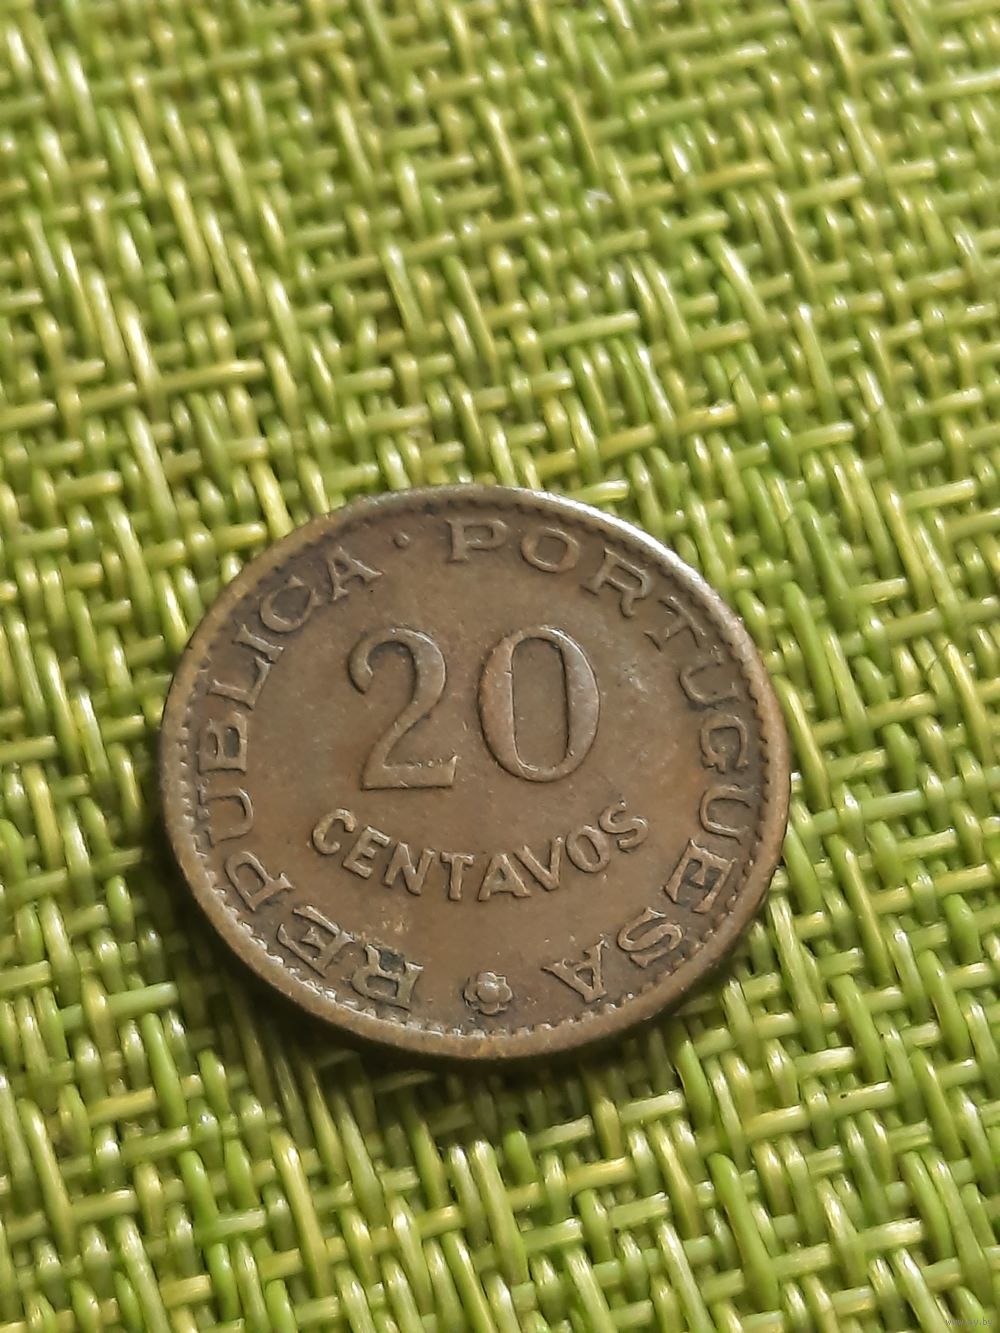 REPUBLICA · PORTUGUESA
20
CENTAVOS